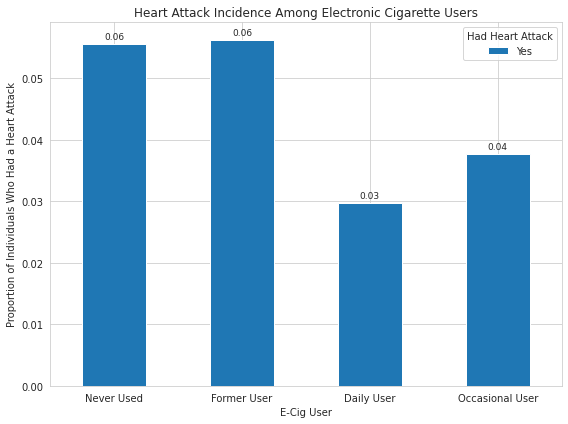 Heart Attack Incidence Among Electronic Cigarette Users
Had Heart Attack
Yes
Proportion of Individuals Who Had a Heart Attack
0.05
0.04
0.03
0.02
0.01
0.00
0.06
0.06
0.03
0.04
Never Used
Former User
Daily User
Occasional User
E-Cig User